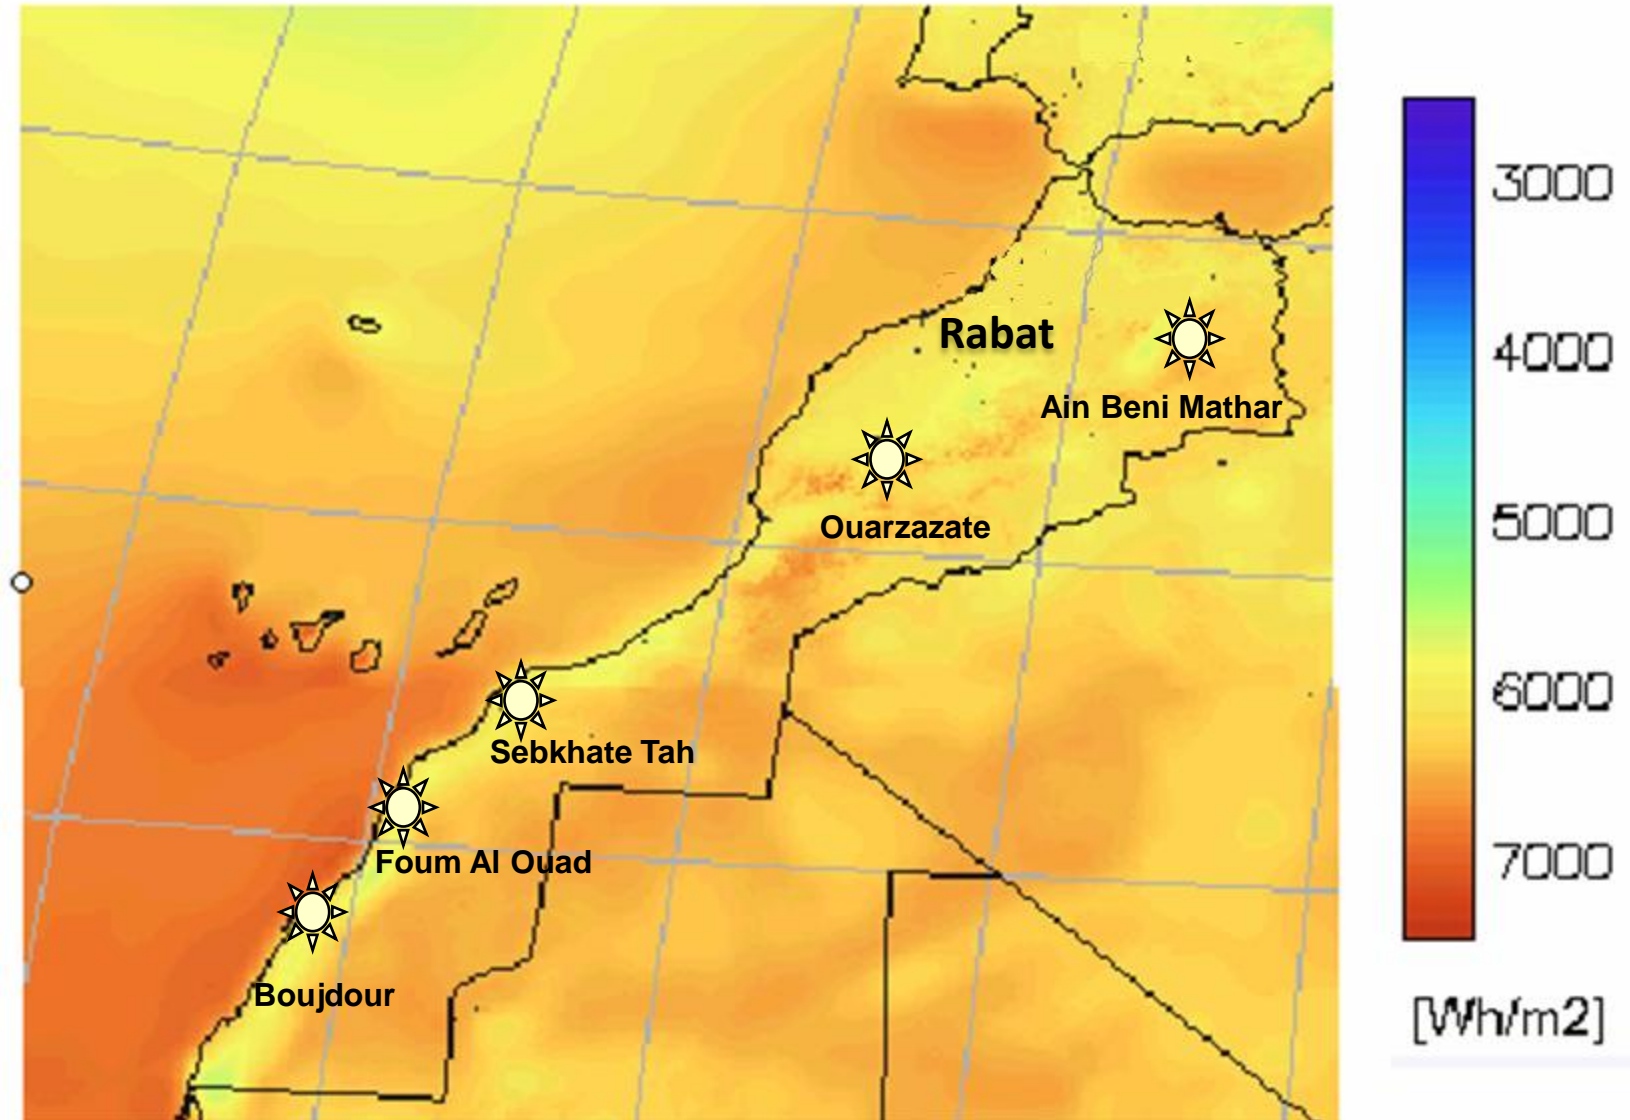 Rabat
Ain Beni Mathar
Ouarzazate
Sebkhate Tah
Foum Al Ouad
Boujdour
3000
4000
5000
6000
7000
[Wh/m2]